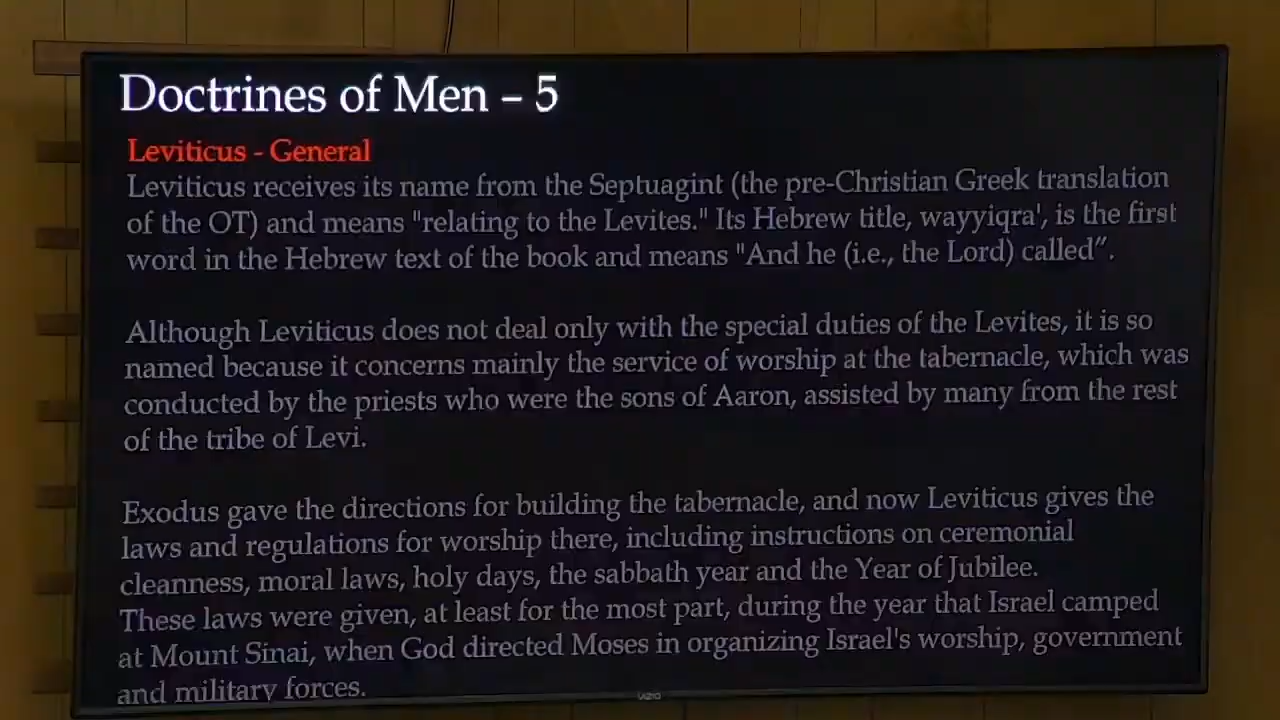 Doctrines of Men – 5
Leviticus - General
Leviticus receives its name from the Septuagint (the pre-Christian Greek translation
of the OT) and means "relating to the Levites." Its Hebrew title, wayyiqra', is the first
word in the Hebrew text of the book and means "And he (i.e., the Lord) called”.
Although Leviticus does not deal only with the special duties of the Levites, it is so
named because it concerns mainly the service of worship at the tabernacle, which was
conducted by the priests who were the sons of Aaron, assisted by many from the rest
of the tribe of Levi.
Exodus gave the directions for building the tabernacle, and now Leviticus gives the
laws and regulations for worship there, including instructions on ceremonial
cleanness, moral laws, holy days, the sabbath year and the Year of Jubilee.
These laws were given, at least for the most part, during the year that Israel camped
at Mount Sinai, when God directed Moses in organizing Israel's worship, government
and military forces.
VIZIO